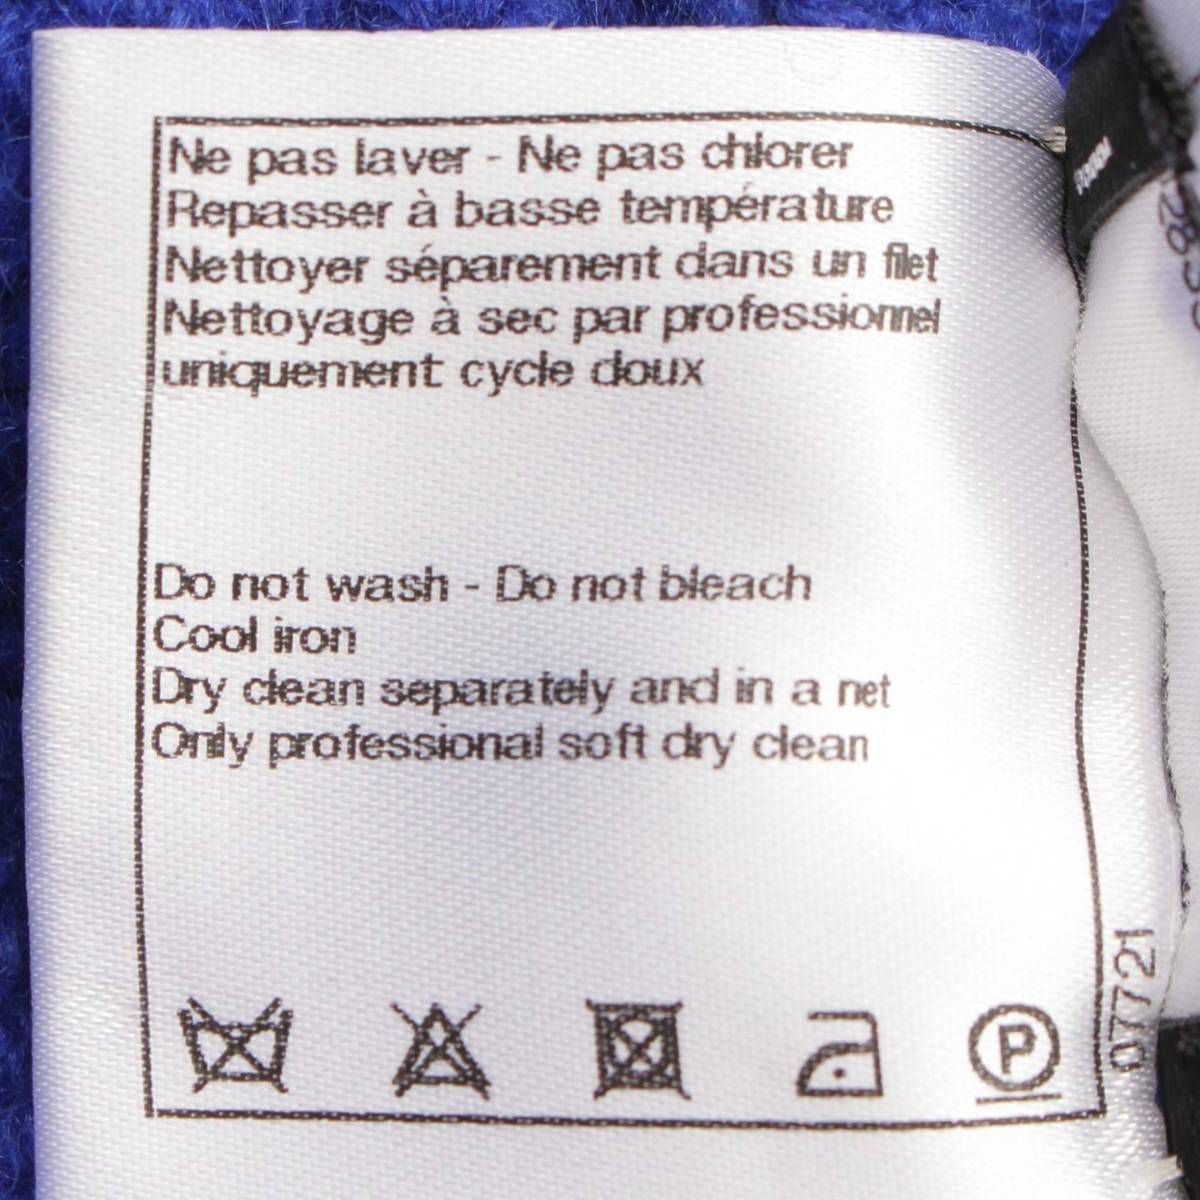 Ne pas laver - Ne pas chlorer
Repasser à basse température
Nettoyer séparement dans un filet
Nettoyage à sec par professionnel
uniquement cycle doux
Do not wash - Do not bleach
Cool iron
Dry clean separately and in a net
Only professional soft dry clean
P
07721